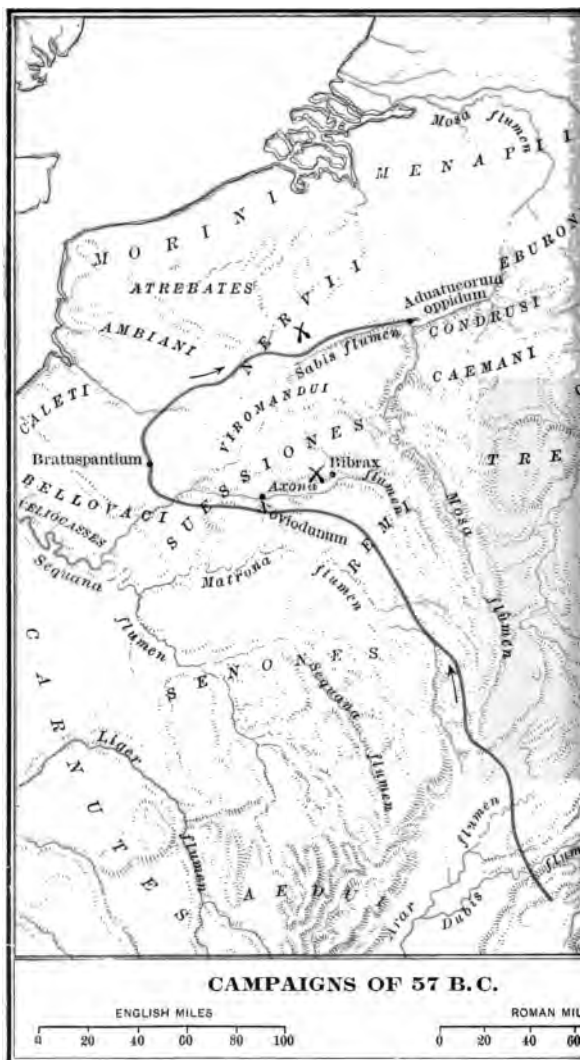 Mosa flumen
MENAPII
MORINI
EBURON
ATREBATES
NERVII
Aduatucorum
oppidum
CONDRUSI
AMBIANI
Sabis flumen
CAEMANI
CALETI
VIROMANDUI
TRE
Bratuspantium
SUESSIONES
Bibrax
Axona flumen
BELLOVACI
Noviodunum
VELIOCASSES
REMI
Mosa flumen
Sequana flumen
Matrona flumen
CARNUTES
SENONES
Sequana flumen
Liger flumen
AEDU
Arar flumen
Dubis flum
CAMPAIGNS OF 57 B.C.
ENGLISH MILES
ROMAN MIL
0 20 40 60 80 100
0 20 40 60